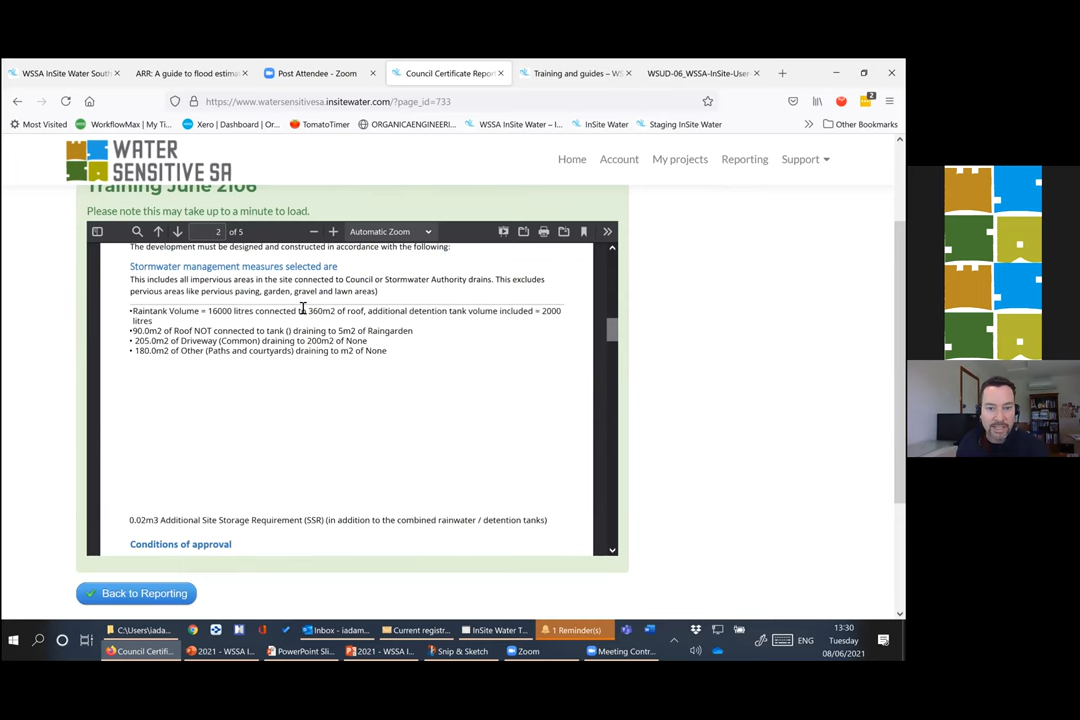 WSSA InSite Water South
ARR: A guide to flood estimat
Post Attendee - Zoom
Council Certificate Report
Training and guides – WS
WSUD-06_WSSA-InSite-User-
https://www.watersensitivesa.insitewater.com/?page_id=733
2
Most Visited
WorkflowMax | My Ti...
Xero | Dashboard | Or...
TomatoTimer
ORGANICAENGINEERI...
WSSA InSite Water – I...
InSite Water
Staging InSite Water
Other Bookmarks
WATER
SENSITIVE SA
Home
Account
My projects
Reporting
Support
Training June 2106
Please note this may take up to a minute to load.
2 of 5
Automatic Zoom
The development must be designed and constructed in accordance with the following:
Stormwater management measures selected are
This includes all impervious areas in the site connected to Council or Stormwater Authority drains. This excludes
pervious areas like pervious paving, garden, gravel and lawn areas)
•Raintank Volume = 16000 litres connected to 360m2 of roof, additional detention tank volume included = 2000
litres
•90.0m2 of Roof NOT connected to tank () draining to 5m2 of Raingarden
• 205.0m2 of Driveway (Common) draining to 200m2 of None
• 180.0m2 of Other (Paths and courtyards) draining to m2 of None
0.02m3 Additional Site Storage Requirement (SSR) (in addition to the combined rainwater / detention tanks)
Conditions of approval
Back to Reporting
C:\Users\iada...
Inbox - iadam...
Current registr...
InSite Water T...
1 Reminder(s)
ENG
13:30
Tuesday
08/06/2021
Council Certifi...
2021 - WSSA I...
PowerPoint Sli...
2021 - WSSA I...
Snip & Sketch
Zoom
Meeting Contr...